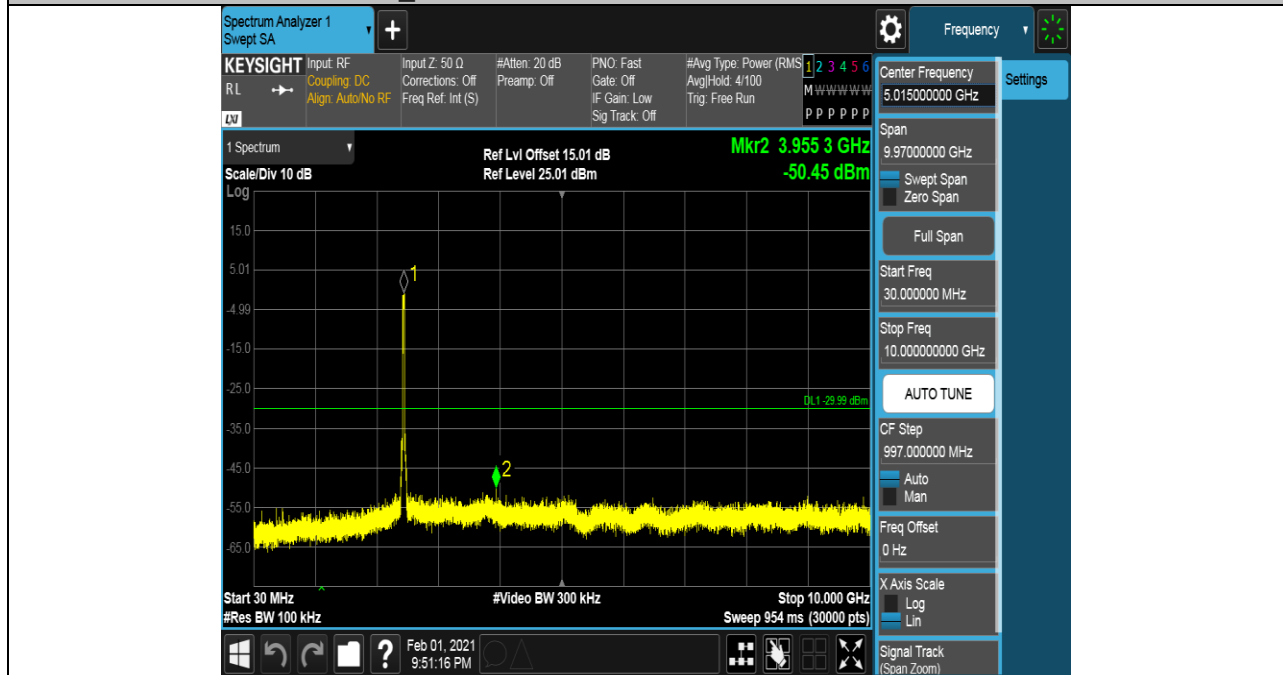 Spectrum Analyzer 1
Swept SA
+
Frequency
KEYSIGHT
RL
LXI
Input: RF
Coupling: DC
Align: Auto/No RF
Input Z: 50 Ω
Corrections: Off
Freq Ref: Int (S)
#Atten: 20 dB
Preamp: Off
PNO: Fast
Gate: Off
IF Gain: Low
Sig Track: Off
#Avg Type: Power (RMS
Avg|Hold: 4/100
Trig: Free Run
1 2 3 4 5 6
M W W W W W
P P P P P P
Center Frequency
5.015000000 GHz
Settings
Span
9.97000000 GHz
Swept Span
Zero Span
Full Span
Start Freq
30.000000 MHz
Stop Freq
10.000000000 GHz
AUTO TUNE
CF Step
997.000000 MHz
Auto
Man
Freq Offset
0 Hz
X Axis Scale
Log
Lin
Signal Track
(Span Zoom)
1 Spectrum
Scale/Div 10 dB
Ref Lvl Offset 15.01 dB
Ref Level 25.01 dBm
Mkr2 3.955 3 GHz
-50.45 dBm
Log
15.0
5.01
-4.99
-15.0
-25.0
-35.0
-45.0
-55.0
-65.0
1
2
DL1 -29.99 dBm
Start 30 MHz
#Res BW 100 kHz
#Video BW 300 kHz
Stop 10.000 GHz
Sweep 954 ms (30000 pts)
?
Feb 01, 2021
9:51:16 PM